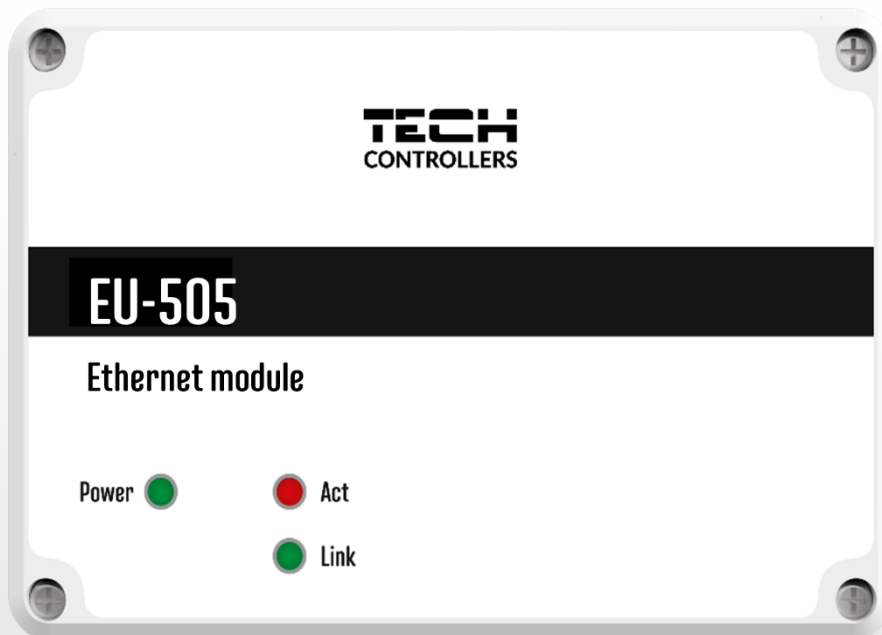 TECH
CONTROLLERS
EU-505
Ethernet module
Power
Act
Link